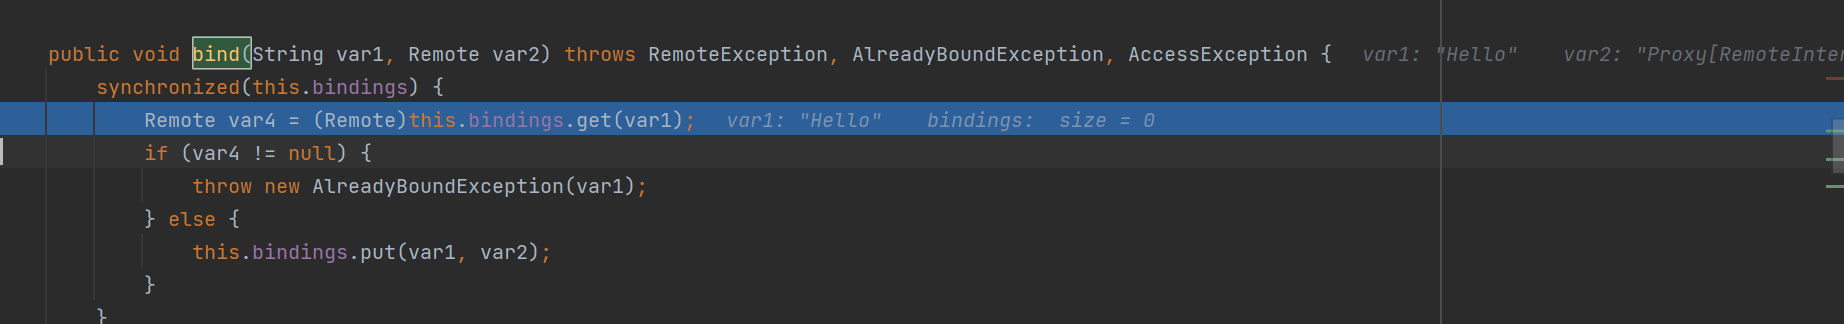 public void bind(String var1, Remote var2) throws RemoteException, AlreadyBoundException, AccessException {   var1: "Hello"   var2: "Proxy[RemoteInter
synchronized(this.bindings) {
Remote var4 = (Remote)this.bindings.get(var1);   var1: "Hello"   bindings:  size = 0
if (var4 != null) {
throw new AlreadyBoundException(var1);
} else {
this.bindings.put(var1, var2);
}
}